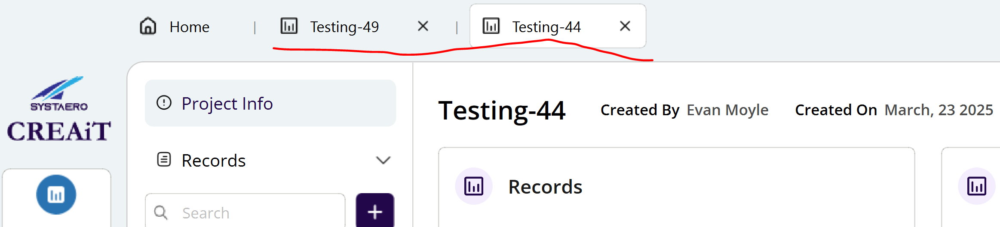 Home | Testing-49 | Testing-44
SYSTAERO
CREAiT
Project Info
Testing-44 Created By Evan Moyle Created On March, 23 2025
Records
Search
Records